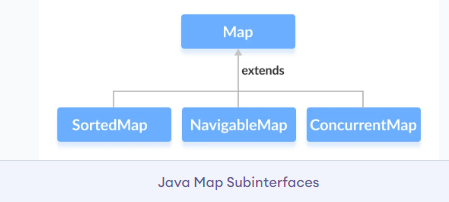 Map
extends
SortedMap NavigableMap ConcurrentMap
Java Map Subinterfaces